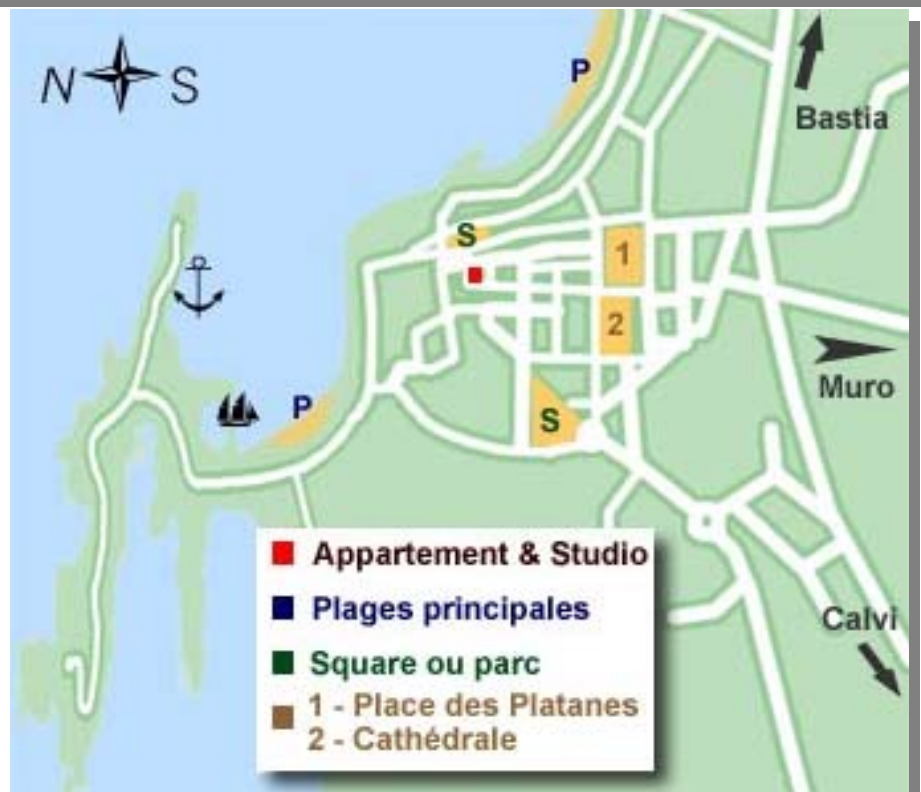 N S
P
Bastia
S
1
2
Muro
P
S
Calvi
Appartement & Studio
Plages principales
Square ou parc
1 - Place des Platanes
2 - Cathédrale